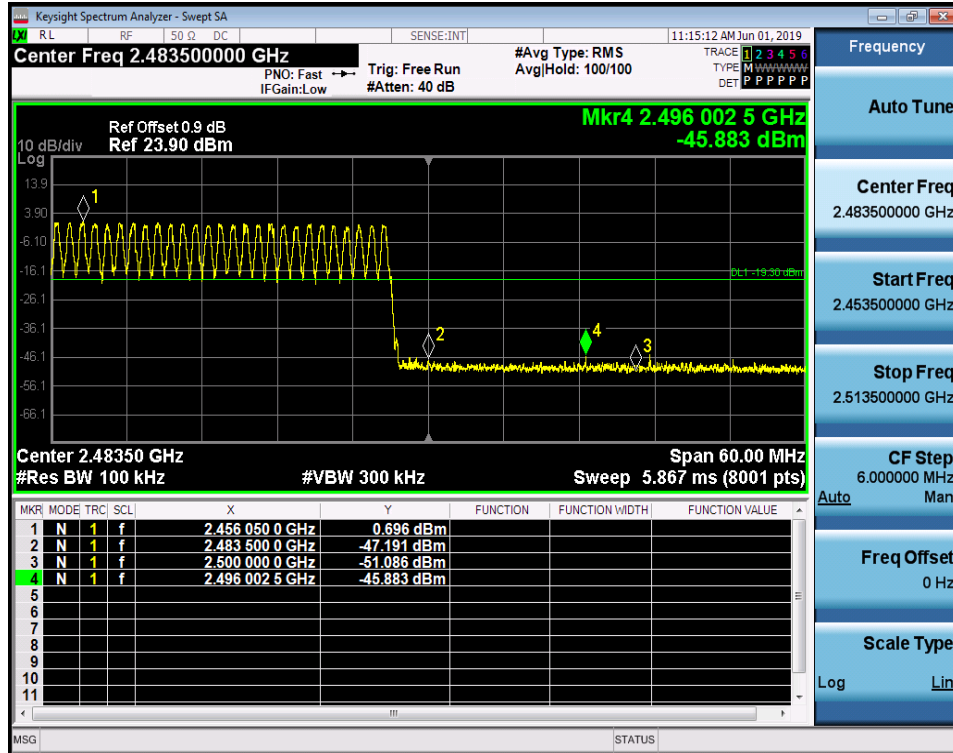 Keysight Spectrum Analyzer - Swept SA
LXI RL RF 50 Ω DC SENSE:INT 11:15:12 AM Jun 01, 2019
Center Freq 2.483500000 GHz
PNO: Fast
IFGain:Low
Trig: Free Run
#Atten: 40 dB
#Avg Type: RMS
Avg|Hold: 100/100
TRACE 1 2 3 4 5 6
TYPE M WWWWW
DET P P P P P P
Mkr4 2.496 002 5 GHz
-45.883 dBm
Ref Offset 0.9 dB
10 dB/div Ref 23.90 dBm
Log
13.9
3.90
-6.10
-16.1
-26.1
-36.1
-46.1
-56.1
-66.1
1
2
4
3
DL1 -19.30 dBm
Center 2.48350 GHz Span 60.00 MHz
#Res BW 100 kHz #VBW 300 kHz Sweep 5.867 ms (8001 pts)
MKR MODE TRC SCL X Y FUNCTION FUNCTION WIDTH FUNCTION VALUE
1 N 1 f 2.456 050 0 GHz 0.696 dBm
2 N 1 f 2.483 500 0 GHz -47.191 dBm
3 N 1 f 2.500 000 0 GHz -51.086 dBm
4 N 1 f 2.496 002 5 GHz -45.883 dBm
5
6
7
8
9
10
11
MSG STATUS
Frequency
Auto Tune
Center Freq
2.483500000 GHz
Start Freq
2.453500000 GHz
Stop Freq
2.513500000 GHz
CF Step
6.000000 MHz
Auto Man
Freq Offset
0 Hz
Scale Type
Log Lin